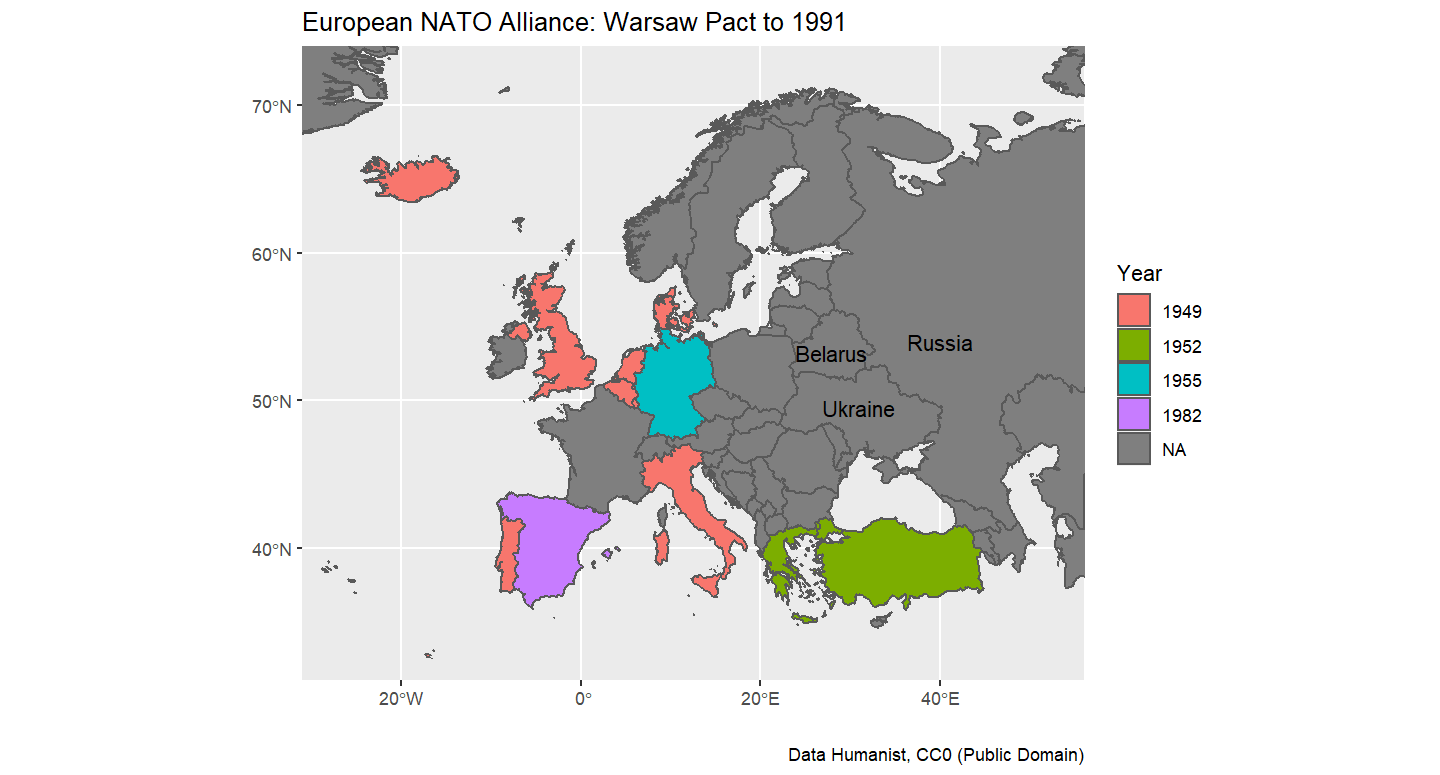 European NATO Alliance: Warsaw Pact to 1991
70°N
60°N
50°N
40°N
20°W
0°
20°E
40°E
Belarus
Russia
Ukraine
Year
1949
1952
1955
1982
NA
Data Humanist, CC0 (Public Domain)